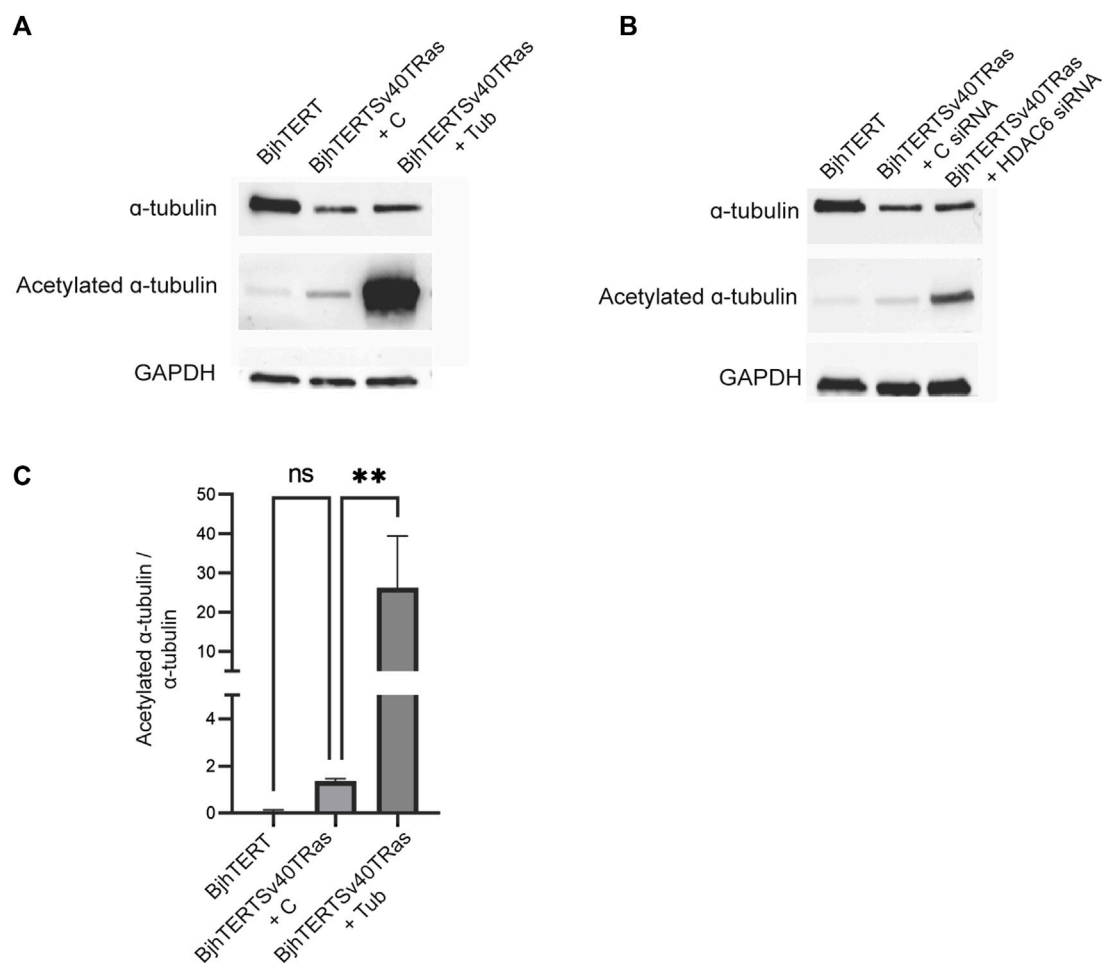 A
BjhTERT
BjhTERTSv40TRas
+ C
BjhTERTSv40TRas
+ Tub
α-tubulin
Acetylated α-tubulin
GAPDH
B
BjhTERT
BjhTERTSv40TRas
+ C siRNA
BjhTERTSv40TRas
+ HDAC6 siRNA
α-tubulin
Acetylated α-tubulin
GAPDH
C
ns
**
Acetylated α-tubulin /
α-tubulin
50
40
30
20
10
4
2
0
BjhTERT
BjhTERTSv40TRas
+ C
BjhTERTSv40TRas
+ Tub